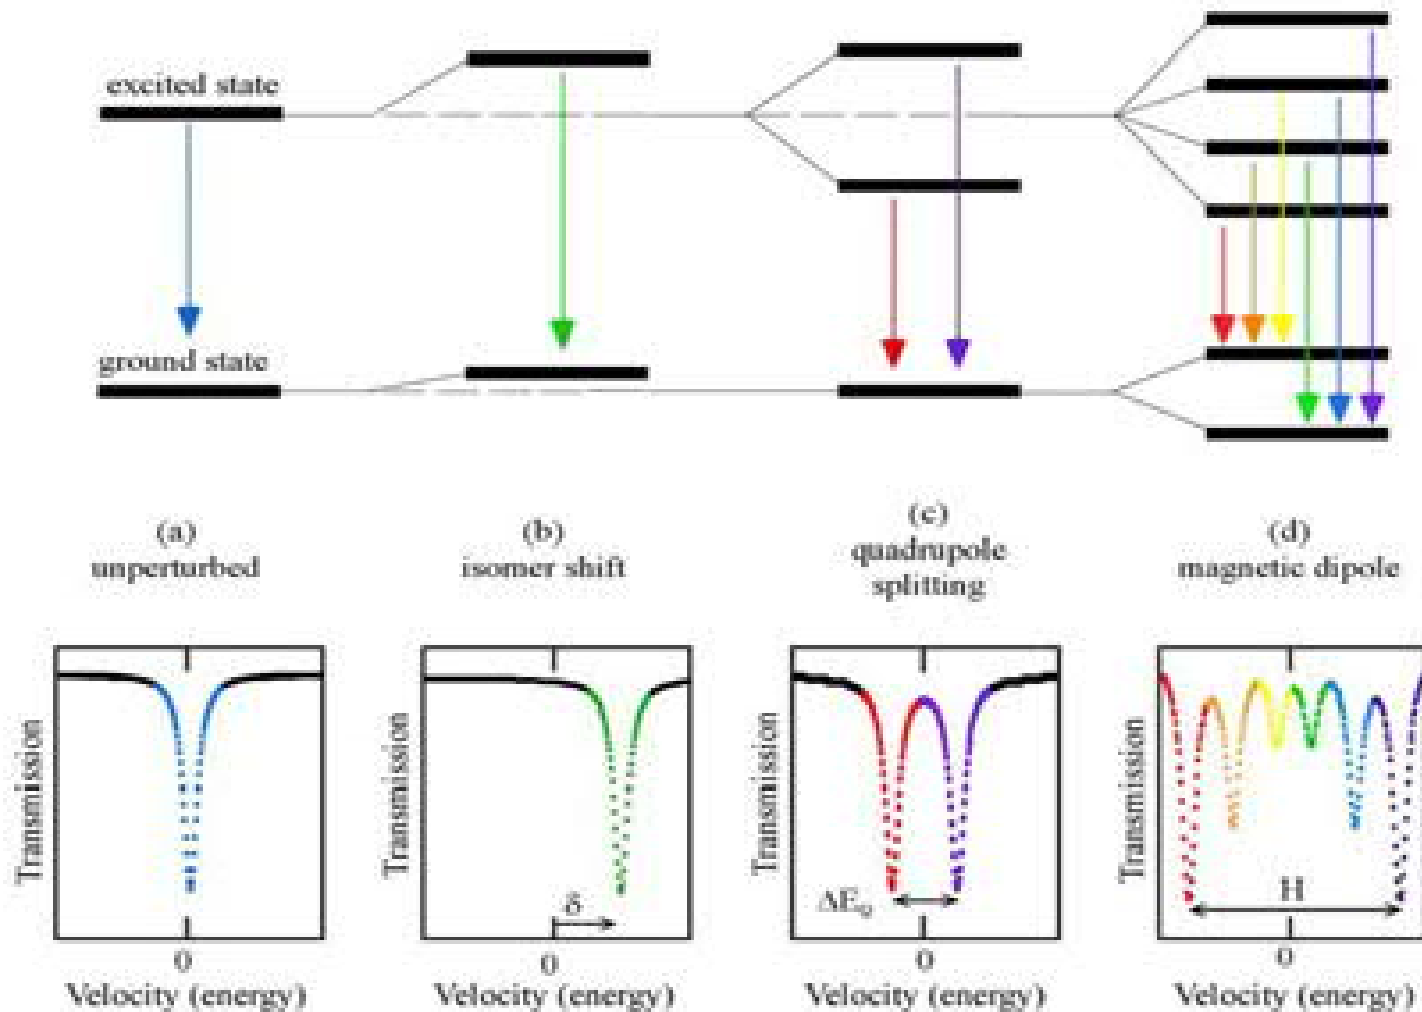 excited state
ground state
(a)
unperturbed
(b)
isomer shift
(c)
quadrupole
splitting
(d)
magnetic dipole
Transmission
0
Velocity (energy)
Transmission
δ
0
Velocity (energy)
Transmission
ΔE_Q
0
Velocity (energy)
Transmission
H
0
Velocity (energy)